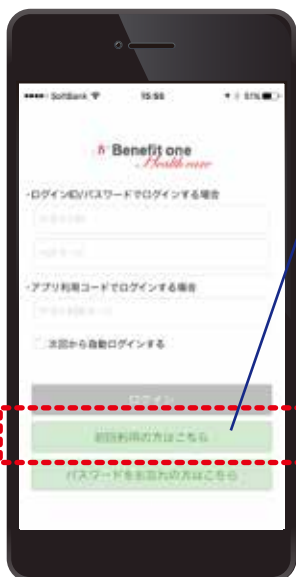 SoftBank
15:50
Benefit one
Health care
・ログインID/パスワードでログインする場合
・アプリ利用コードでログインする場合
次回から自動ログインする
ログイン
初回利用の方はこちら
パスワードをお忘れの方はこちら